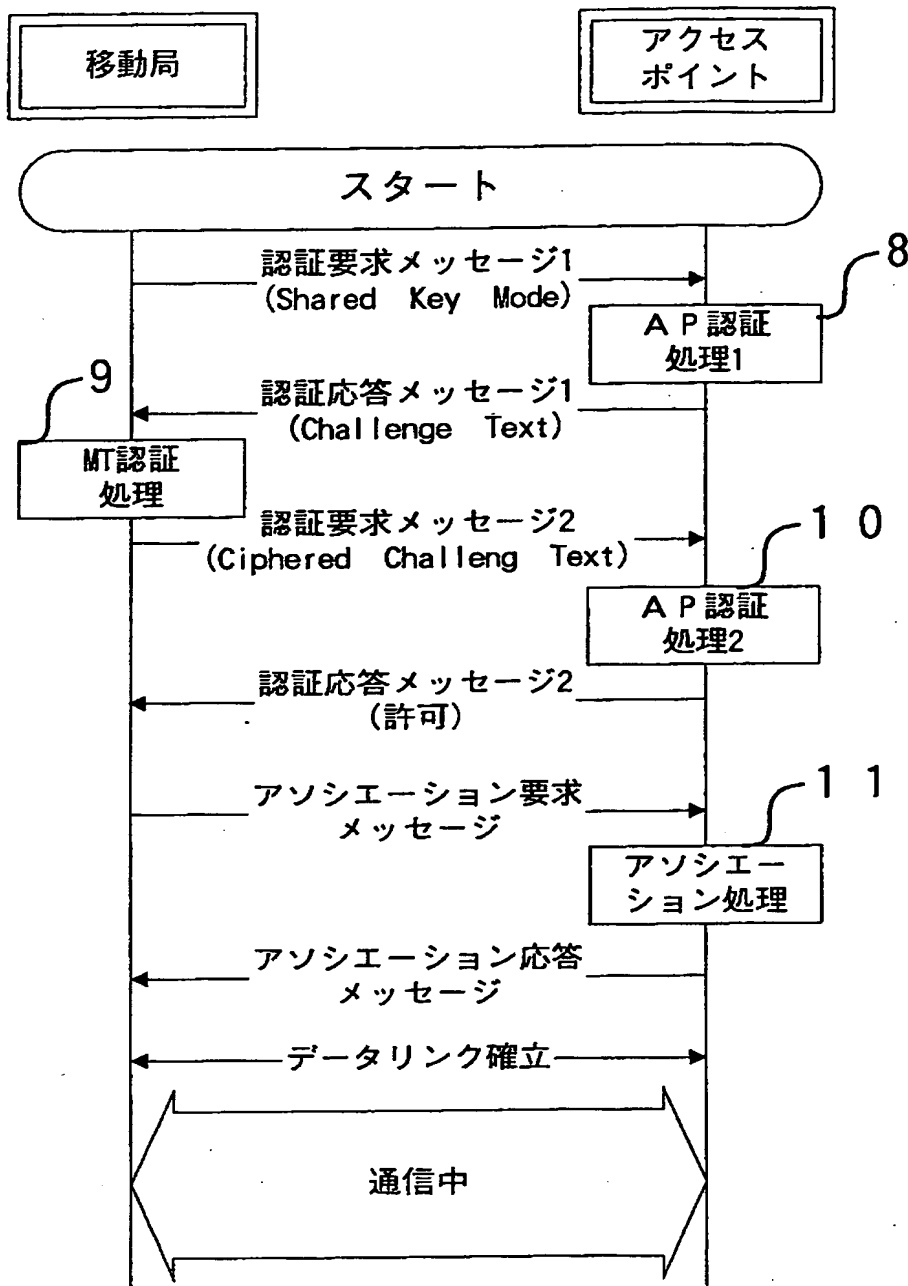 移動局
アクセス
ポイント
スタート
認証要求メッセージ1
(Shared Key Mode)
8
ＡＰ認証
処理1
9
認証応答メッセージ1
(Challenge Text)
MT認証
処理
認証要求メッセージ2
(Ciphered Challeng Text)
１０
ＡＰ認証
処理2
認証応答メッセージ2
(許可)
アソシエーション要求
メッセージ
１１
アソシエー
ション処理
アソシエーション応答
メッセージ
データリンク確立
通信中